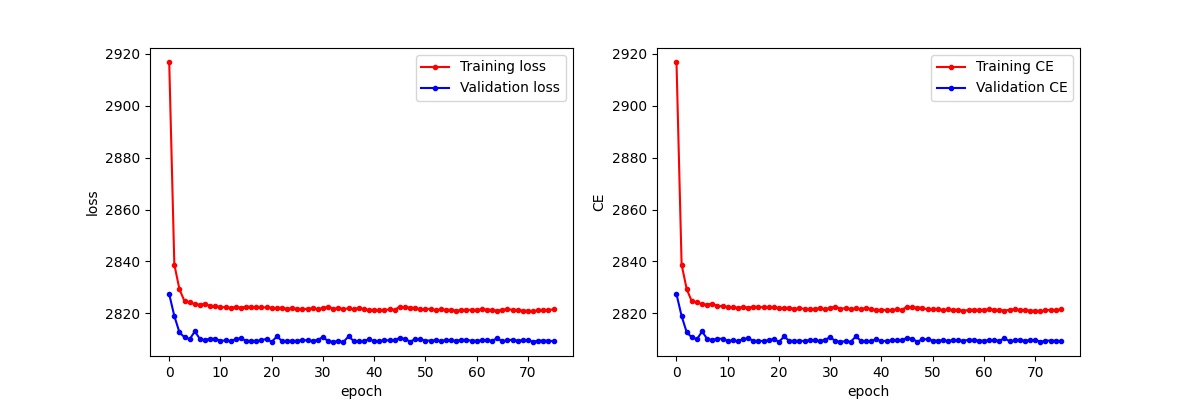 2920
2900
2880
2860
2840
2820
loss
0 10 20 30 40 50 60 70
epoch
Training loss
Validation loss
2920
2900
2880
2860
2840
2820
CE
0 10 20 30 40 50 60 70
epoch
Training CE
Validation CE